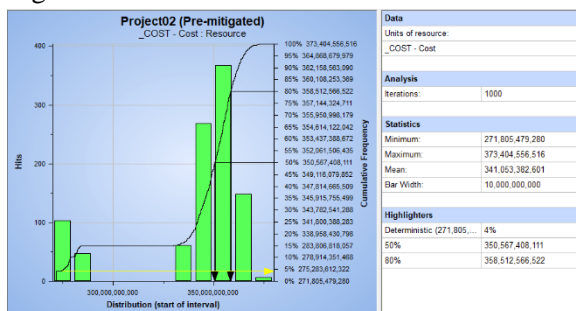 Project02 (Pre-mitigated)
_COST - Cost : Resource
400
300
200
100
0
Hits
300,000,000,000
350,000,000,000
Distribution (start of interval)
100% 373,404,556,516
95% 364,668,679,979
90% 362,158,563,090
85% 360,108,253,369
80% 358,512,566,522
75% 357,144,324,711
70% 355,950,998,179
65% 354,614,122,042
60% 353,437,388,672
55% 352,061,506,435
50% 350,567,408,111
45% 349,116,079,852
40% 347,814,665,509
35% 345,915,755,499
30% 343,782,541,288
25% 341,800,388,283
20% 338,958,430,798
15% 283,806,818,057
10% 278,914,351,468
5% 275,283,612,322
0% 271,805,479,280
Cumulative Frequency
Data
Units of resource:
_COST - Cost
Analysis
Iterations: 1000
Statistics
Minimum: 271,805,479,280
Maximum: 373,404,556,516
Mean: 341,053,382,601
Bar Width: 10,000,000,000
Highlighters
Deterministic (271,805,... 4%
50% 350,567,408,111
80% 358,512,566,522